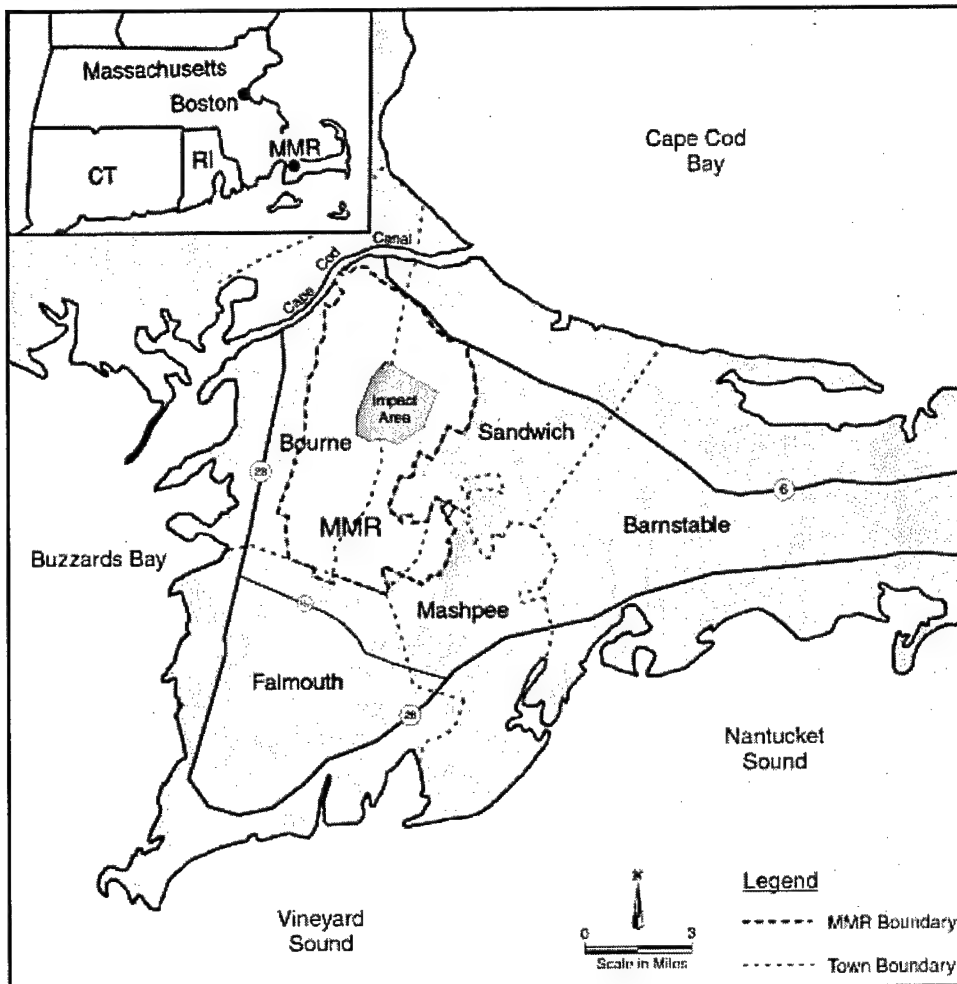 Massachusetts
Boston
MMR
CT
RI
Cape Cod
Bay
Cape Cod Canal
Impact
Area
Bourne
Sandwich
28
6
MMR
Barnstable
Buzzards Bay
Mashpee
Falmouth
28
Nantucket
Sound
Vineyard
Sound
N
0 3
Scale in Miles
Legend
MMR Boundary
Town Boundary